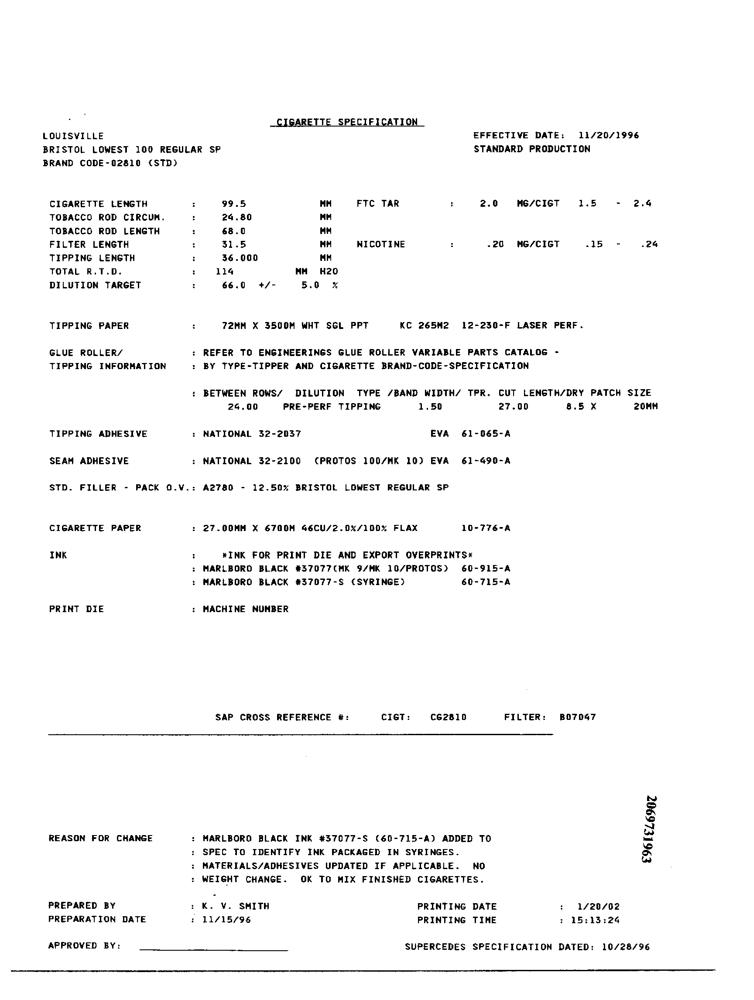 CIGARETTE SPECIFICATION
LOUISVILLE EFFECTIVE DATE: 11/20/1996
BRISTOL LOWEST 100 REGULAR SP STANDARD PRODUCTION
BRAND CODE-02810 (STD)
CIGARETTE LENGTH : 99.5 MM FTC TAR : 2.0 MG/CIGT 1.5 - 2.4
TOBACCO ROD CIRCUM. : 24.80 MM
TOBACCO ROD LENGTH : 68.0 MM
FILTER LENGTH : 31.5 MM NICOTINE : .20 MG/CIGT .15 - .24
TIPPING LENGTH : 36.000 MM
TOTAL R.T.D. : 114 MM H2O
DILUTION TARGET : 66.0 +/- 5.0 %
TIPPING PAPER : 72MM X 3500M WHT SGL PPT KC 265M2 12-230-F LASER PERF.
GLUE ROLLER/ : REFER TO ENGINEERINGS GLUE ROLLER VARIABLE PARTS CATALOG -
TIPPING INFORMATION : BY TYPE-TIPPER AND CIGARETTE BRAND-CODE-SPECIFICATION
: BETWEEN ROWS/ DILUTION TYPE /BAND WIDTH/ TPR. CUT LENGTH/DRY PATCH SIZE
24.00 PRE-PERF TIPPING 1.50 27.00 8.5 X 20MM
TIPPING ADHESIVE : NATIONAL 32-2037 EVA 61-065-A
SEAM ADHESIVE : NATIONAL 32-2100 (PROTOS 100/MK 10) EVA 61-490-A
STD. FILLER - PACK O.V.: A2780 - 12.50% BRISTOL LOWEST REGULAR SP
CIGARETTE PAPER : 27.00MM X 6700M 46CU/2.0%/100% FLAX 10-776-A
INK : *INK FOR PRINT DIE AND EXPORT OVERPRINTS*
: MARLBORO BLACK #37077(MK 9/MK 10/PROTOS) 60-915-A
: MARLBORO BLACK #37077-S (SYRINGE) 60-715-A
PRINT DIE : MACHINE NUMBER
SAP CROSS REFERENCE #: CIGT: CG2810 FILTER: B07047
2069731963
REASON FOR CHANGE : MARLBORO BLACK INK #37077-S (60-715-A) ADDED TO
: SPEC TO IDENTIFY INK PACKAGED IN SYRINGES.
: MATERIALS/ADHESIVES UPDATED IF APPLICABLE. NO
: WEIGHT CHANGE. OK TO MIX FINISHED CIGARETTES.
PREPARED BY : K. V. SMITH PRINTING DATE : 1/20/02
PREPARATION DATE : 11/15/96 PRINTING TIME : 15:13:24
APPROVED BY: SUPERCEDES SPECIFICATION DATED: 10/28/96